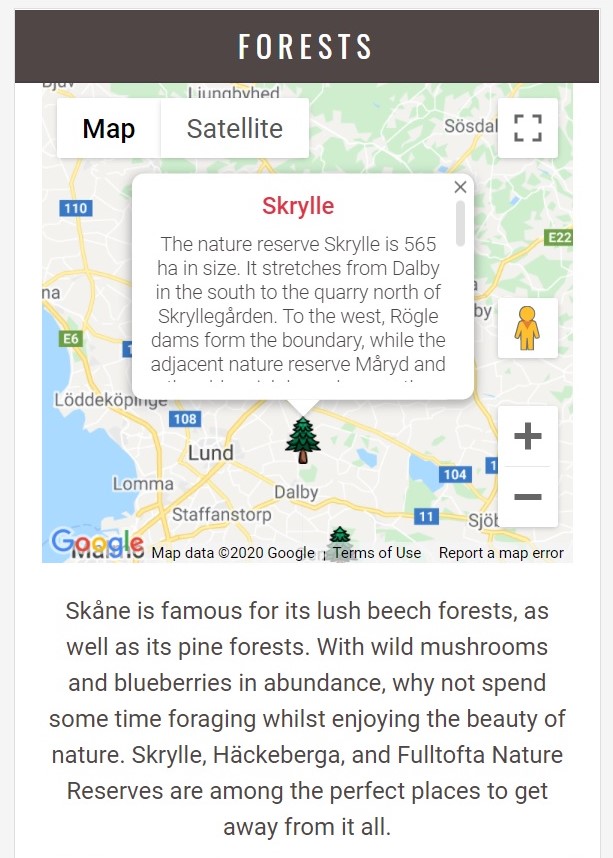 FORESTS
Ljungbyhed
Map
Satellite
Sösdal
110
Skrylle
E22
The nature reserve Skrylle is 565
ha in size. It stretches from Dalby
in the south to the quarry north of
Skryllegården. To the west, Rögle
dams form the boundary, while the
adjacent nature reserve Måryd and
na
by
E6
Löddeköpinge
108
Lund
104
Lomma
Dalby
Staffanstorp
11
Google
Map data ©2020 Google
Terms of Use
Report a map error
Skåne is famous for its lush beech forests, as
well as its pine forests. With wild mushrooms
and blueberries in abundance, why not spend
some time foraging whilst enjoying the beauty of
nature. Skrylle, Häckeberga, and Fulltofta Nature
Reserves are among the perfect places to get
away from it all.